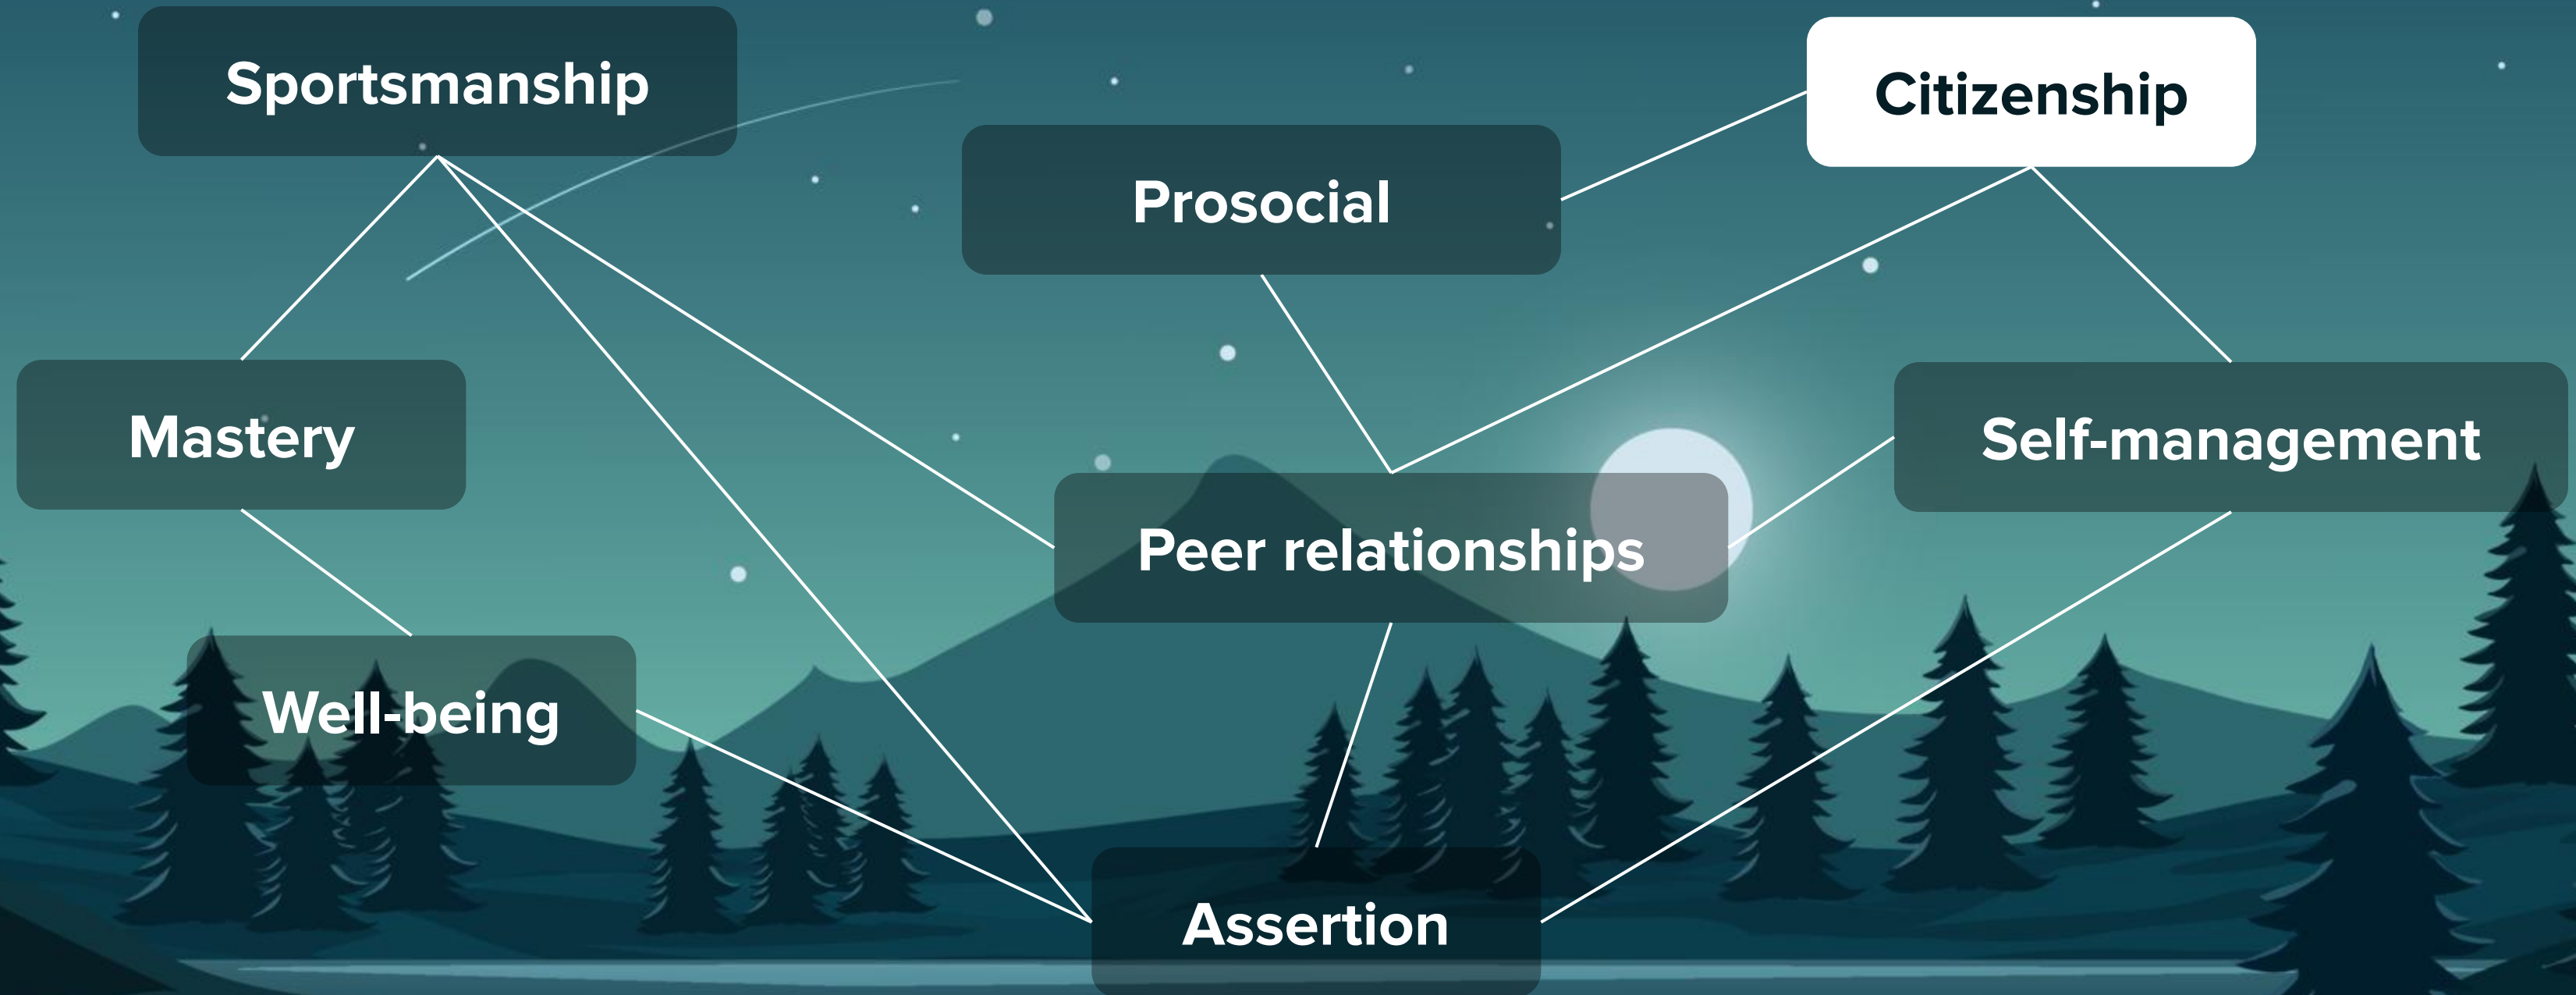 Sportsmanship
Citizenship
Prosocial
Mastery
Self-management
Peer relationships
Well-being
Assertion